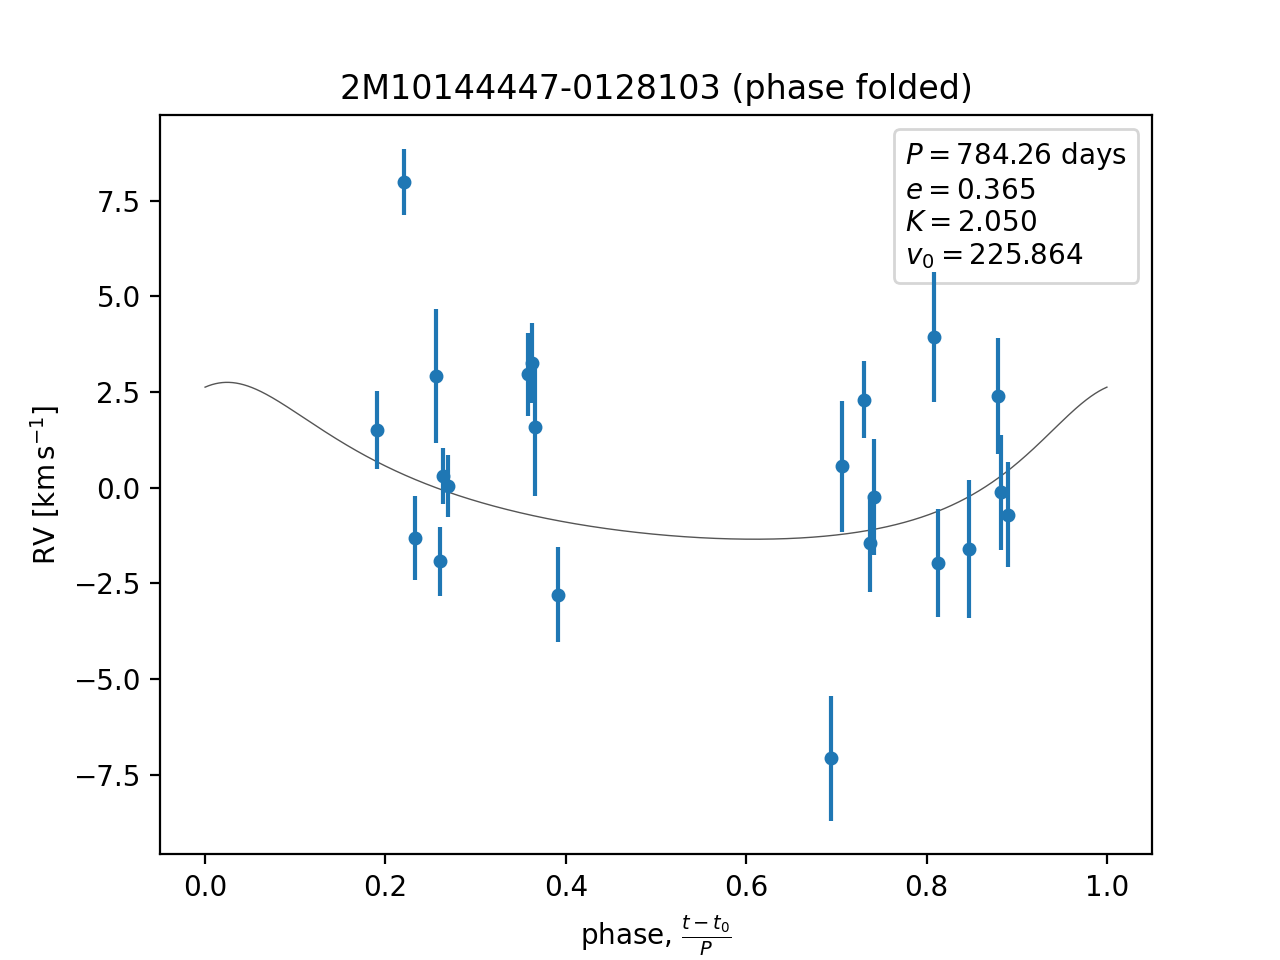 2M10144447-0128103 (phase folded)
P = 784.26 days
e = 0.365
K = 2.050
v₀ = 225.864
RV [km s⁻¹]
7.5
5.0
2.5
0.0
−2.5
−5.0
−7.5
0.0 0.2 0.4 0.6 0.8 1.0
phase, (t − t₀)/P